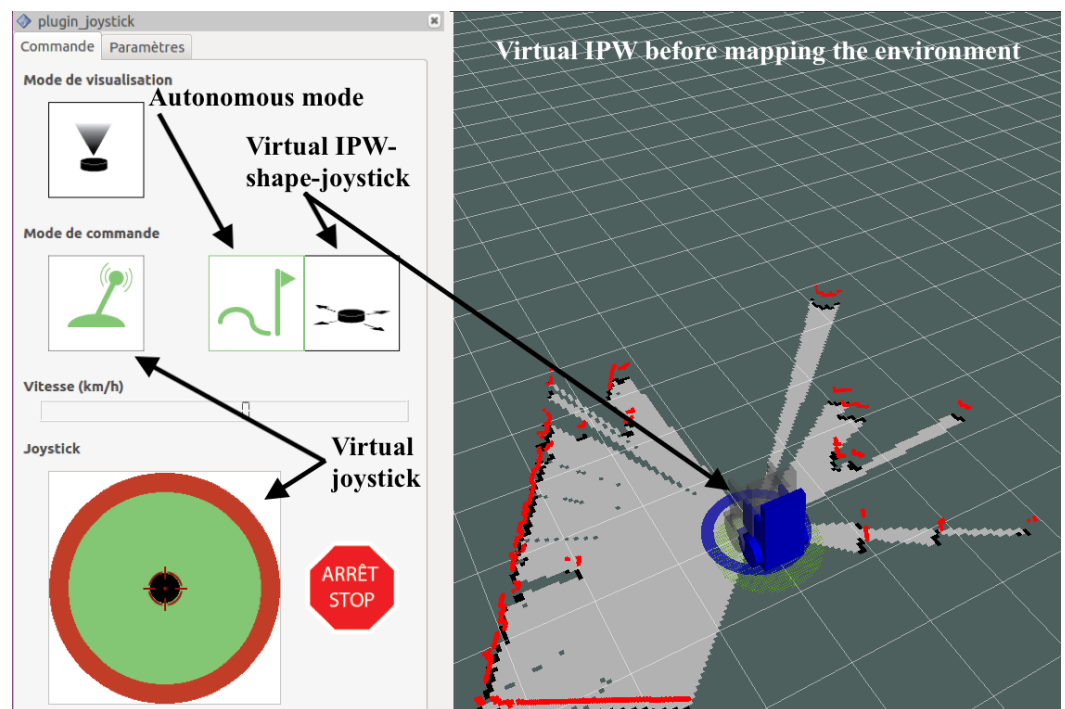 plugin_joystick
Commande Paramètres
Virtual IPW before mapping the environment
Mode de visualisation
Autonomous mode
Virtual IPW-
shape-joystick
Mode de commande
Vitesse (km/h)
Joystick
Virtual
joystick
ARRÊT
STOP